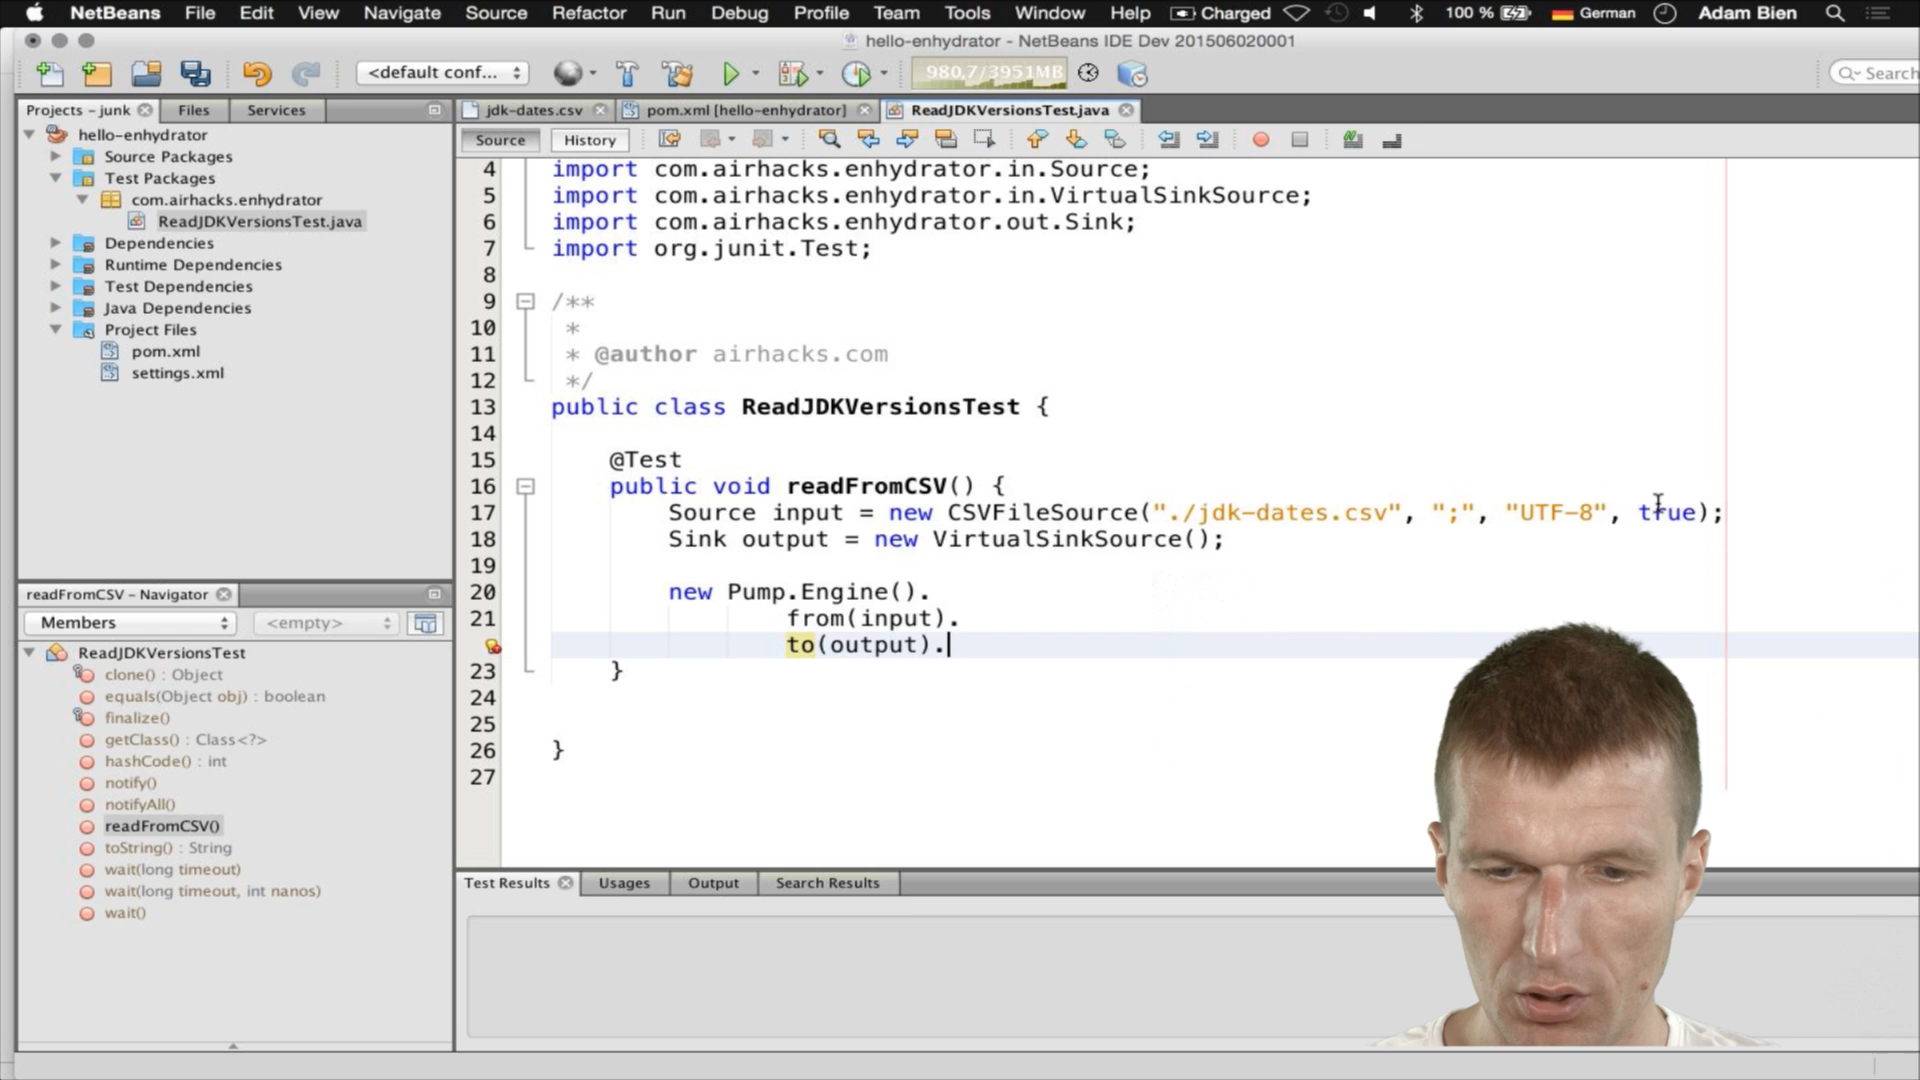 NetBeans File Edit View Navigate Source Refactor Run Debug Profile Team Tools Window Help Charged 100 % German Adam Bien
hello-enhydrator - NetBeans IDE Dev 201506020001
<default conf... 980,7/3951MB Search
Projects - junk Files Services
jdk-dates.csv pom.xml [hello-enhydrator] ReadJDKVersionsTest.java
Source History
hello-enhydrator
Source Packages
Test Packages
com.airhacks.enhydrator
ReadJDKVersionsTest.java
Dependencies
Runtime Dependencies
Test Dependencies
Java Dependencies
Project Files
pom.xml
settings.xml
4 import com.airhacks.enhydrator.in.Source;
5 import com.airhacks.enhydrator.in.VirtualSinkSource;
6 import com.airhacks.enhydrator.out.Sink;
7 import org.junit.Test;
8
9 /**
10 *
11 * @author airhacks.com
12 */
13 public class ReadJDKVersionsTest {
14
15 @Test
16 public void readFromCSV() {
17 Source input = new CSVFileSource("./jdk-dates.csv", ";", "UTF-8", true);
18 Sink output = new VirtualSinkSource();
19
20 new Pump.Engine().
21 from(input).
to(output).
23 }
24
25
26 }
27
readFromCSV - Navigator
Members <empty>
ReadJDKVersionsTest
clone() : Object
equals(Object obj) : boolean
finalize()
getClass() : Class<?>
hashCode() : int
notify()
notifyAll()
readFromCSV()
toString() : String
wait(long timeout)
wait(long timeout, int nanos)
wait()
Test Results Usages Output Search Results